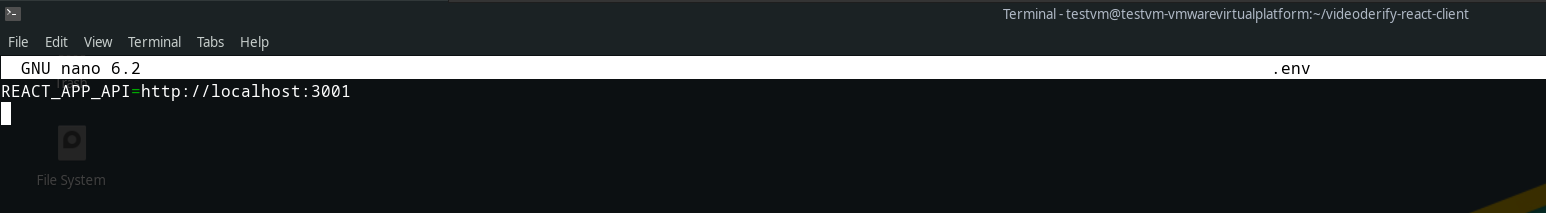 Terminal - testvm@testvm-vmwarevirtualplatform:~/videoderify-react-client
File Edit View Terminal Tabs Help
GNU nano 6.2 .env
Trash
REACT_APP_API=http://localhost:3001
File System